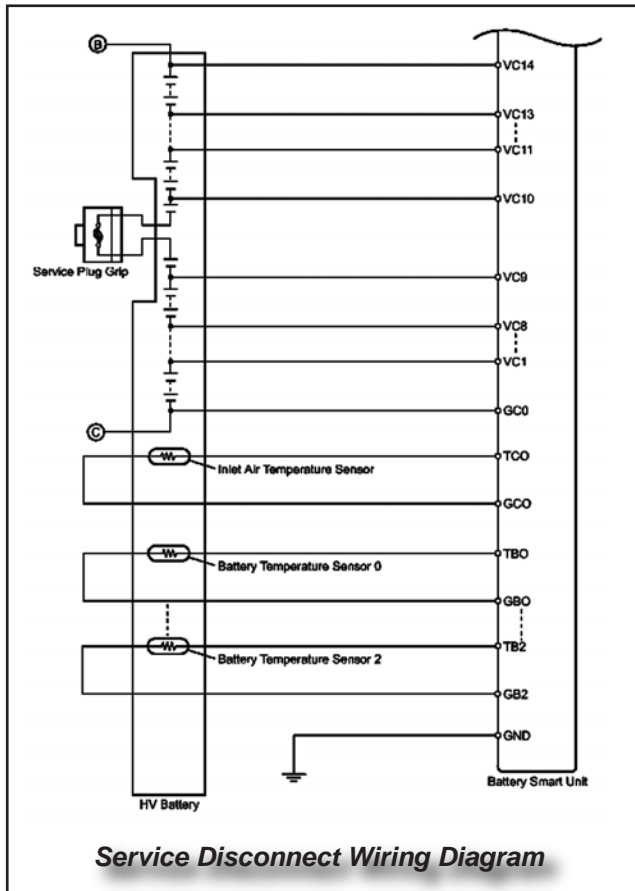 B
VC14
VC13
VC11
VC10
Service Plug Grip
VC9
VC8
VC1
GC0
C
Inlet Air Temperature Sensor
TCO
GCO
TBO
Battery Temperature Sensor 0
GBO
TB2
Battery Temperature Sensor 2
GB2
GND
Battery Smart Unit
HV Battery
Service Disconnect Wiring Diagram